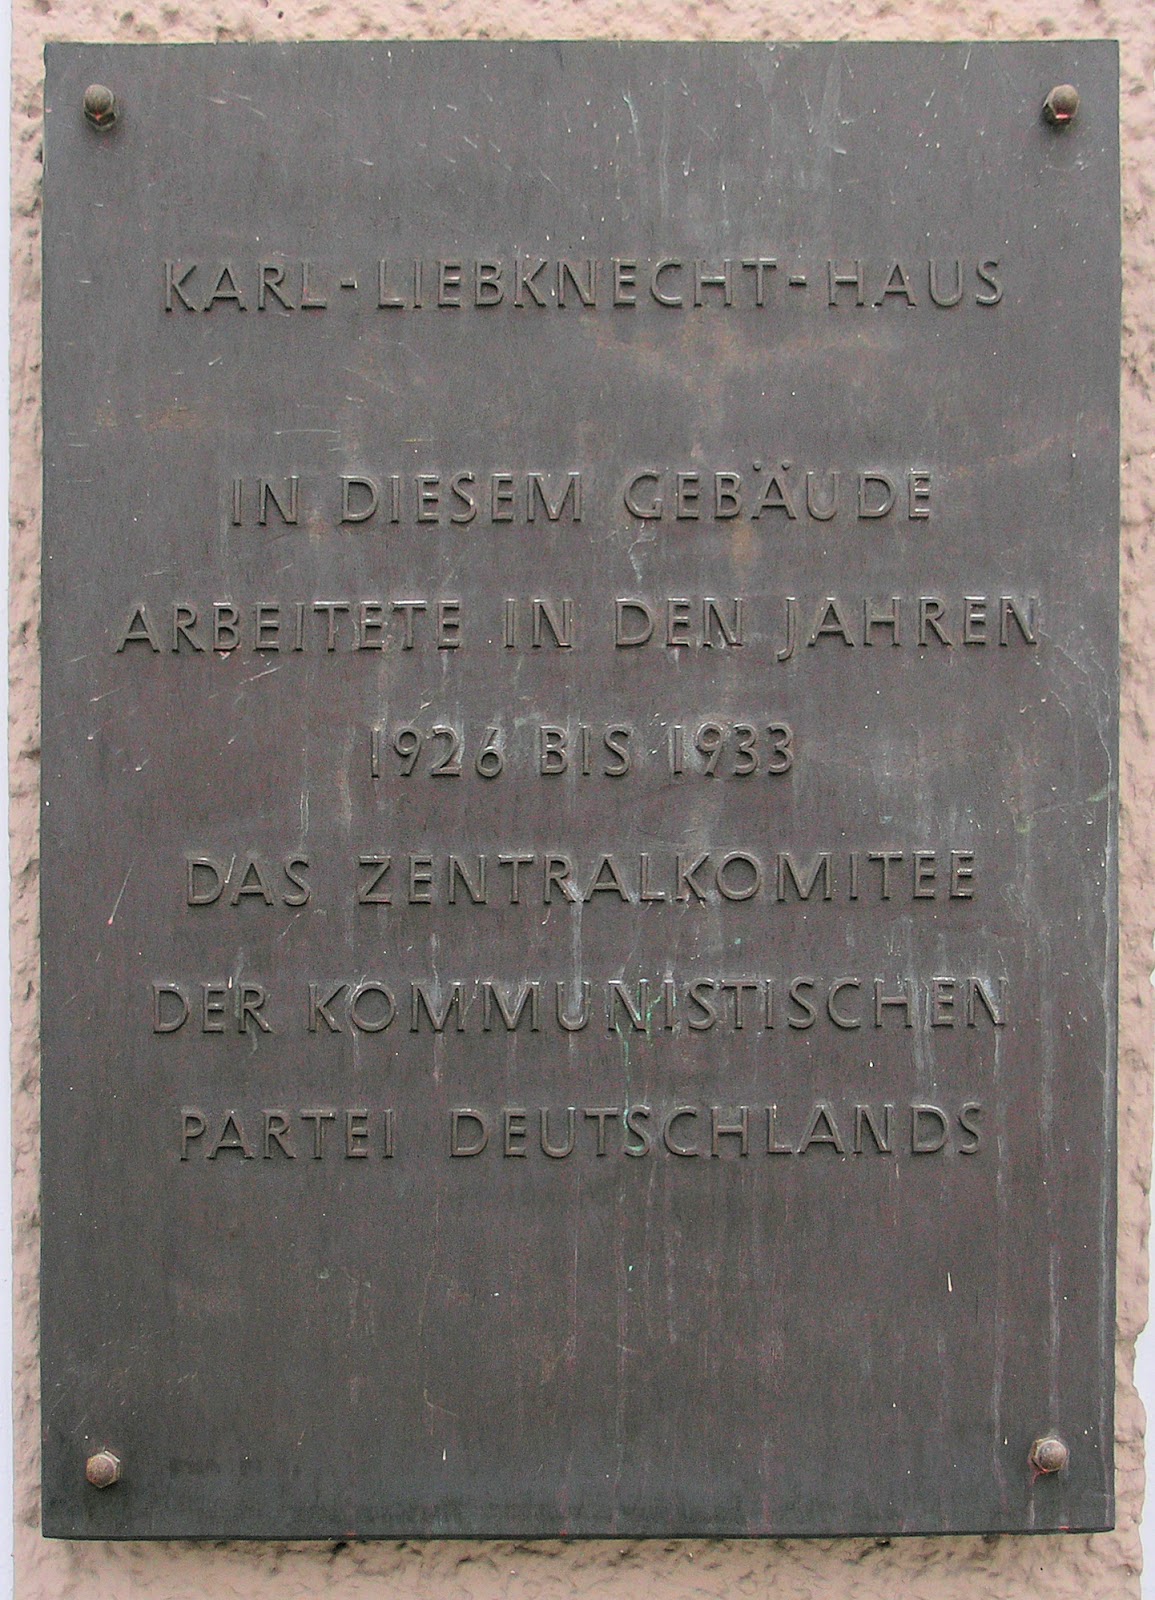 KARL-LIEBKNECHT-HAUS
IN DIESEM GEBÄUDE
ARBEITETE IN DEN JAHREN
1926 BIS 1933
DAS ZENTRALKOMITEE
DER KOMMUNISTISCHEN
PARTEI DEUTSCHLANDS